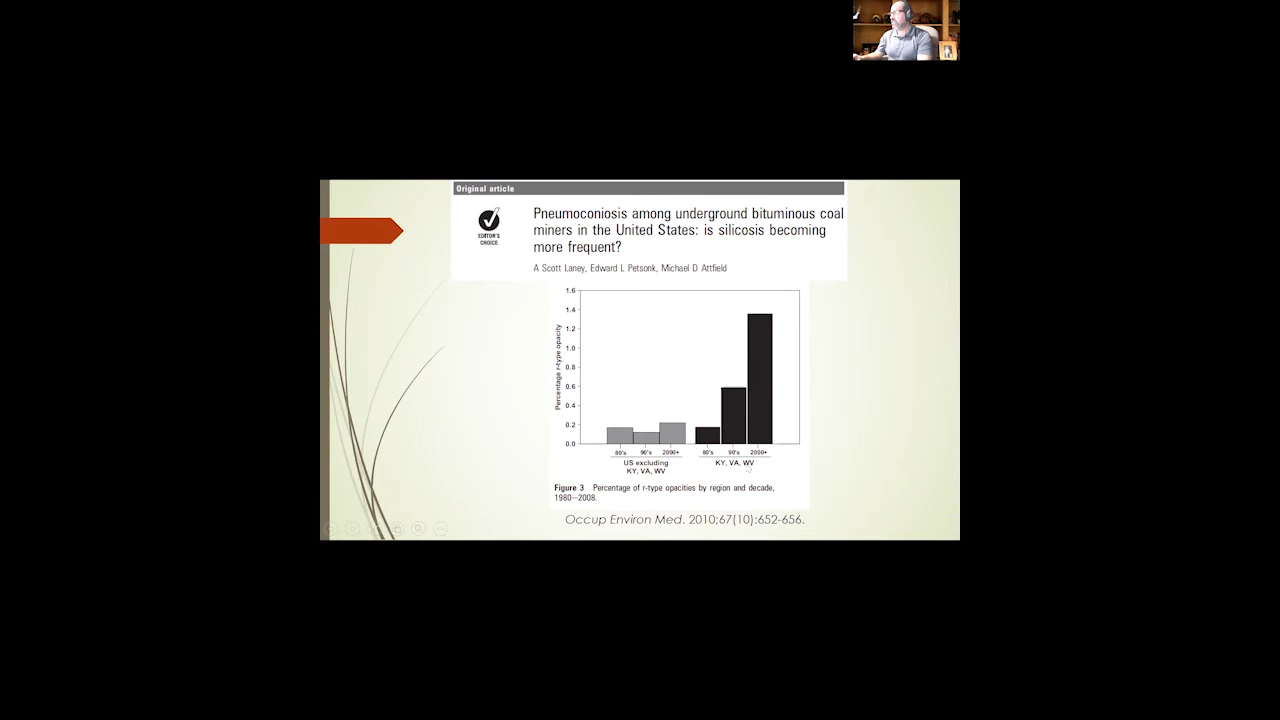 Original article
EDITOR'S
CHOICE
Pneumoconiosis among underground bituminous coal
miners in the United States: is silicosis becoming
more frequent?
A Scott Laney, Edward L Petsonk, Michael D Attfield
Percentage r-type opacity
1.6
1.4
1.2
1.0
0.8
0.6
0.4
0.2
0.0
80's 90's 2000+ 80's 90's 2000+
US excluding
KY, VA, WV
KY, VA, WV
Figure 3 Percentage of r-type opacities by region and decade,
1980–2008.
Occup Environ Med. 2010;67(10):652-656.